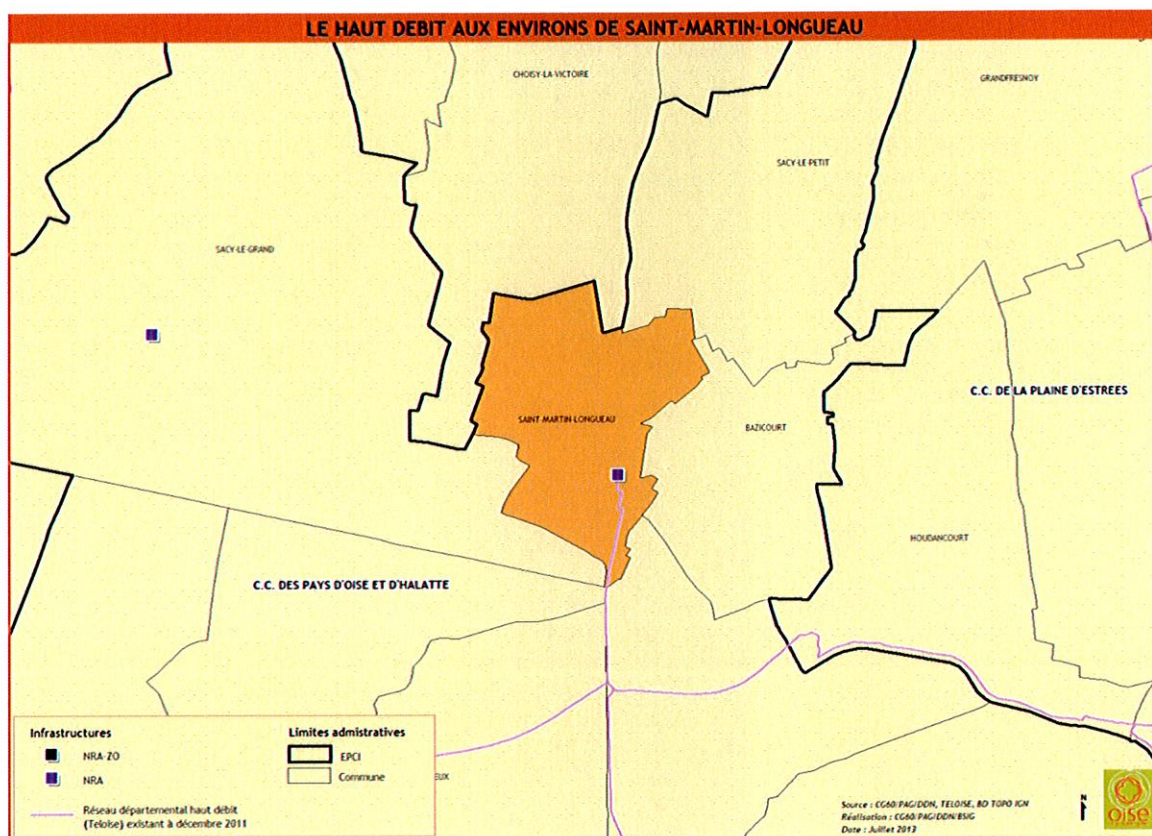 LE HAUT DEBIT AUX ENVIRONS DE SAINT-MARTIN-LONGUEAU
CHOISY-LA-VICTOIRE
GRANDFRESNOY
SACY-LE-PETIT
SACY-LE-GRAND
C.C. DE LA PLAINE D'ESTREES
SAINT-MARTIN-LONGUEAU
BAZICOURT
HOUDANCOURT
C.C. DES PAYS D'OISE ET D'HALATTE
Infrastructures
NRA-ZO
NRA
Réseau départemental haut débit
(Teloise) existant à décembre 2011
Limites admistratives
EPCI
Commune
EUX
Source : CG60/PAG/DDN, TELOISE, BD TOPO IGN
Réalisation : CG60/PAG/DDN/BSIG
Date : Juillet 2013
N
oise